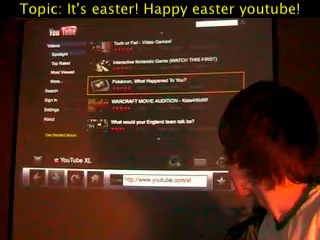 Topic: It's easter! Happy easter youtube!
YouTube
Videos
Spotlight
Top Rated
Most Viewed
More...
Search
Sign In
Settings
About
Truth or Fail - Video Games!
Interactive Nintendo Game (WATCH THIS FIRST)
Pokémon, What Happened To You?
WARCRAFT MOVIE AUDITION -
What would your England team talk be?
YouTube XL
http://www.youtube.com/xl